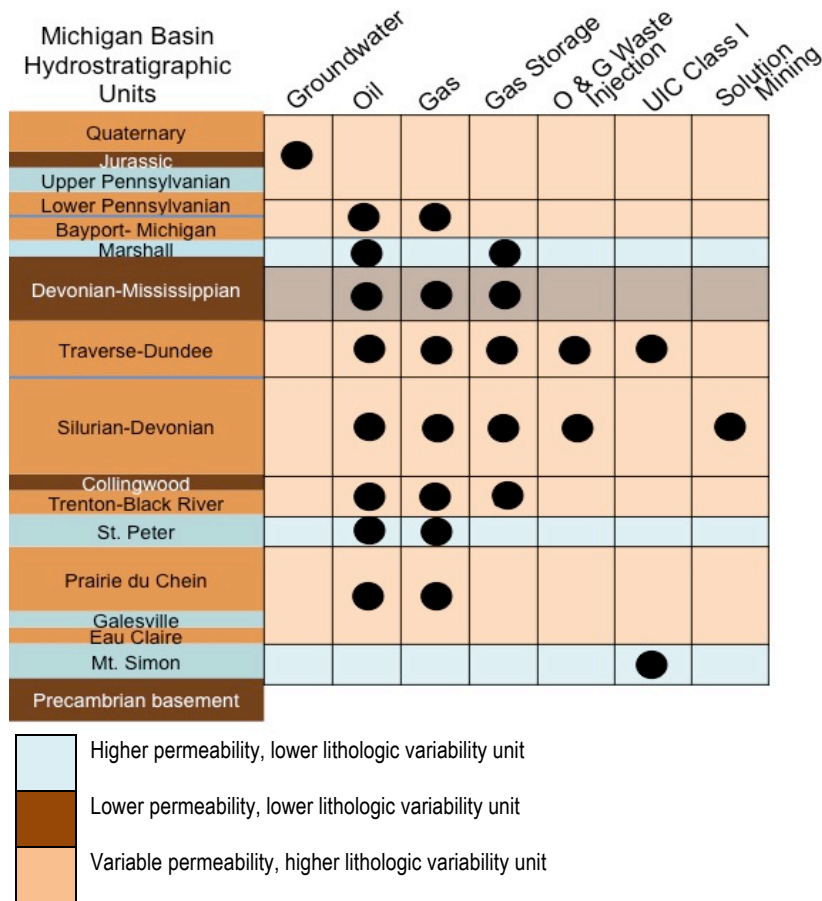 Michigan Basin
Hydrostratigraphic
Units
Groundwater
Oil
Gas
Gas Storage
O & G Waste
Injection
UIC Class I
Solution
Mining
Quaternary
Jurassic
Upper Pennsylvanian
Lower Pennsylvanian
Bayport- Michigan
Marshall
Devonian-Mississippian
Traverse-Dundee
Silurian-Devonian
Collingwood
Trenton-Black River
St. Peter
Prairie du Chein
Galesville
Eau Claire
Mt. Simon
Precambrian basement
Higher permeability, lower lithologic variability unit
Lower permeability, lower lithologic variability unit
Variable permeability, higher lithologic variability unit